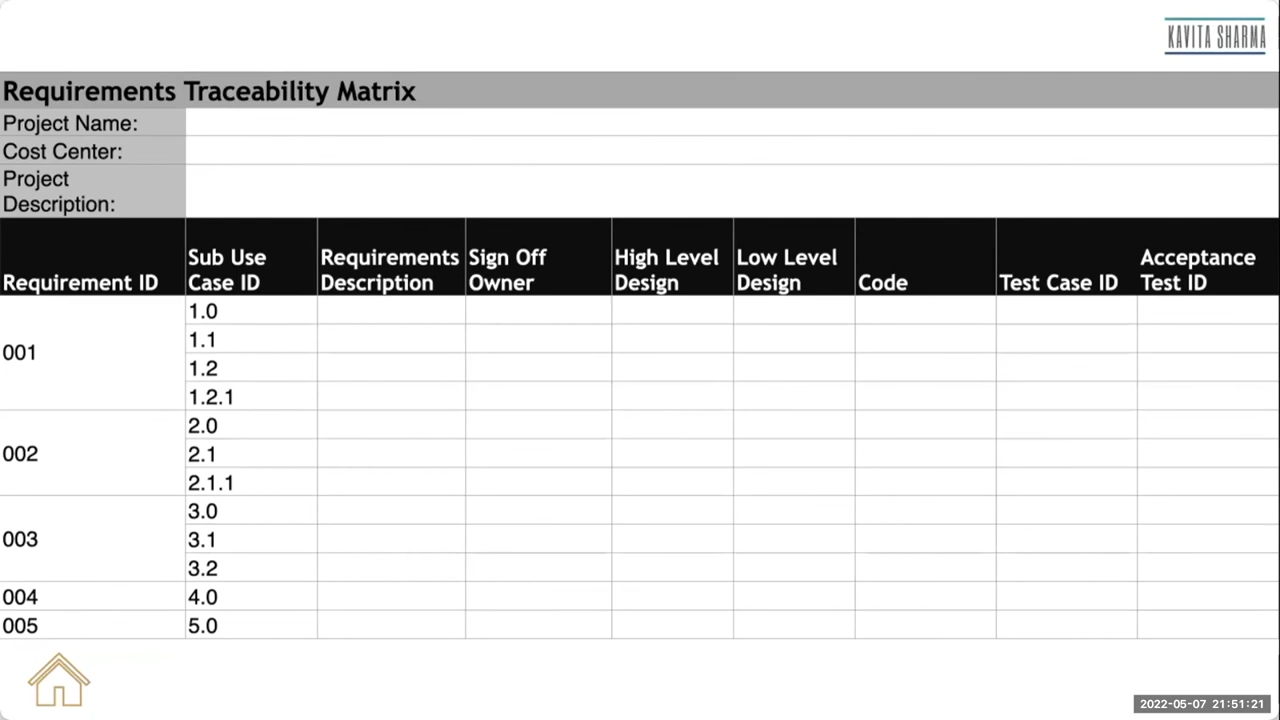 KAVITA SHARMA
Requirements Traceability Matrix
Project Name:
Cost Center:
Project
Description:
Requirement ID
Sub Use
Case ID
Requirements
Description
Sign Off
Owner
High Level
Design
Low Level
Design
Code
Test Case ID
Acceptance
Test ID
001
1.0
1.1
1.2
1.2.1
002
2.0
2.1
2.1.1
003
3.0
3.1
3.2
004
4.0
005
5.0
2022-05-07 21:51:21